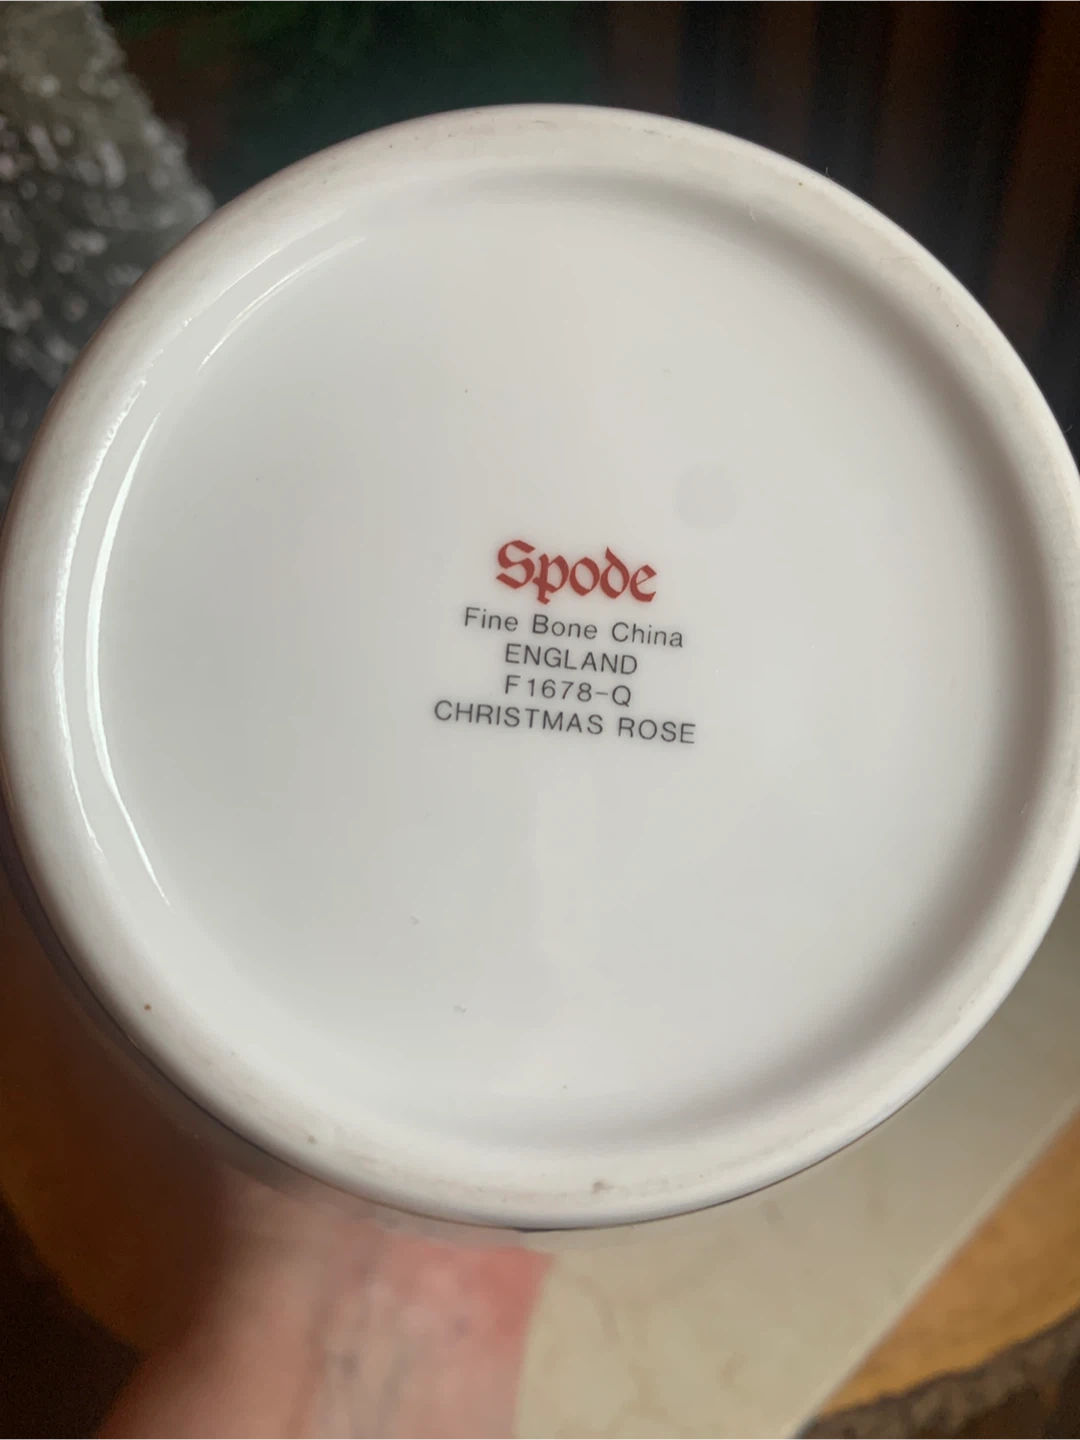 Spode
Fine Bone China
ENGLAND
F1678-Q
CHRISTMAS ROSE